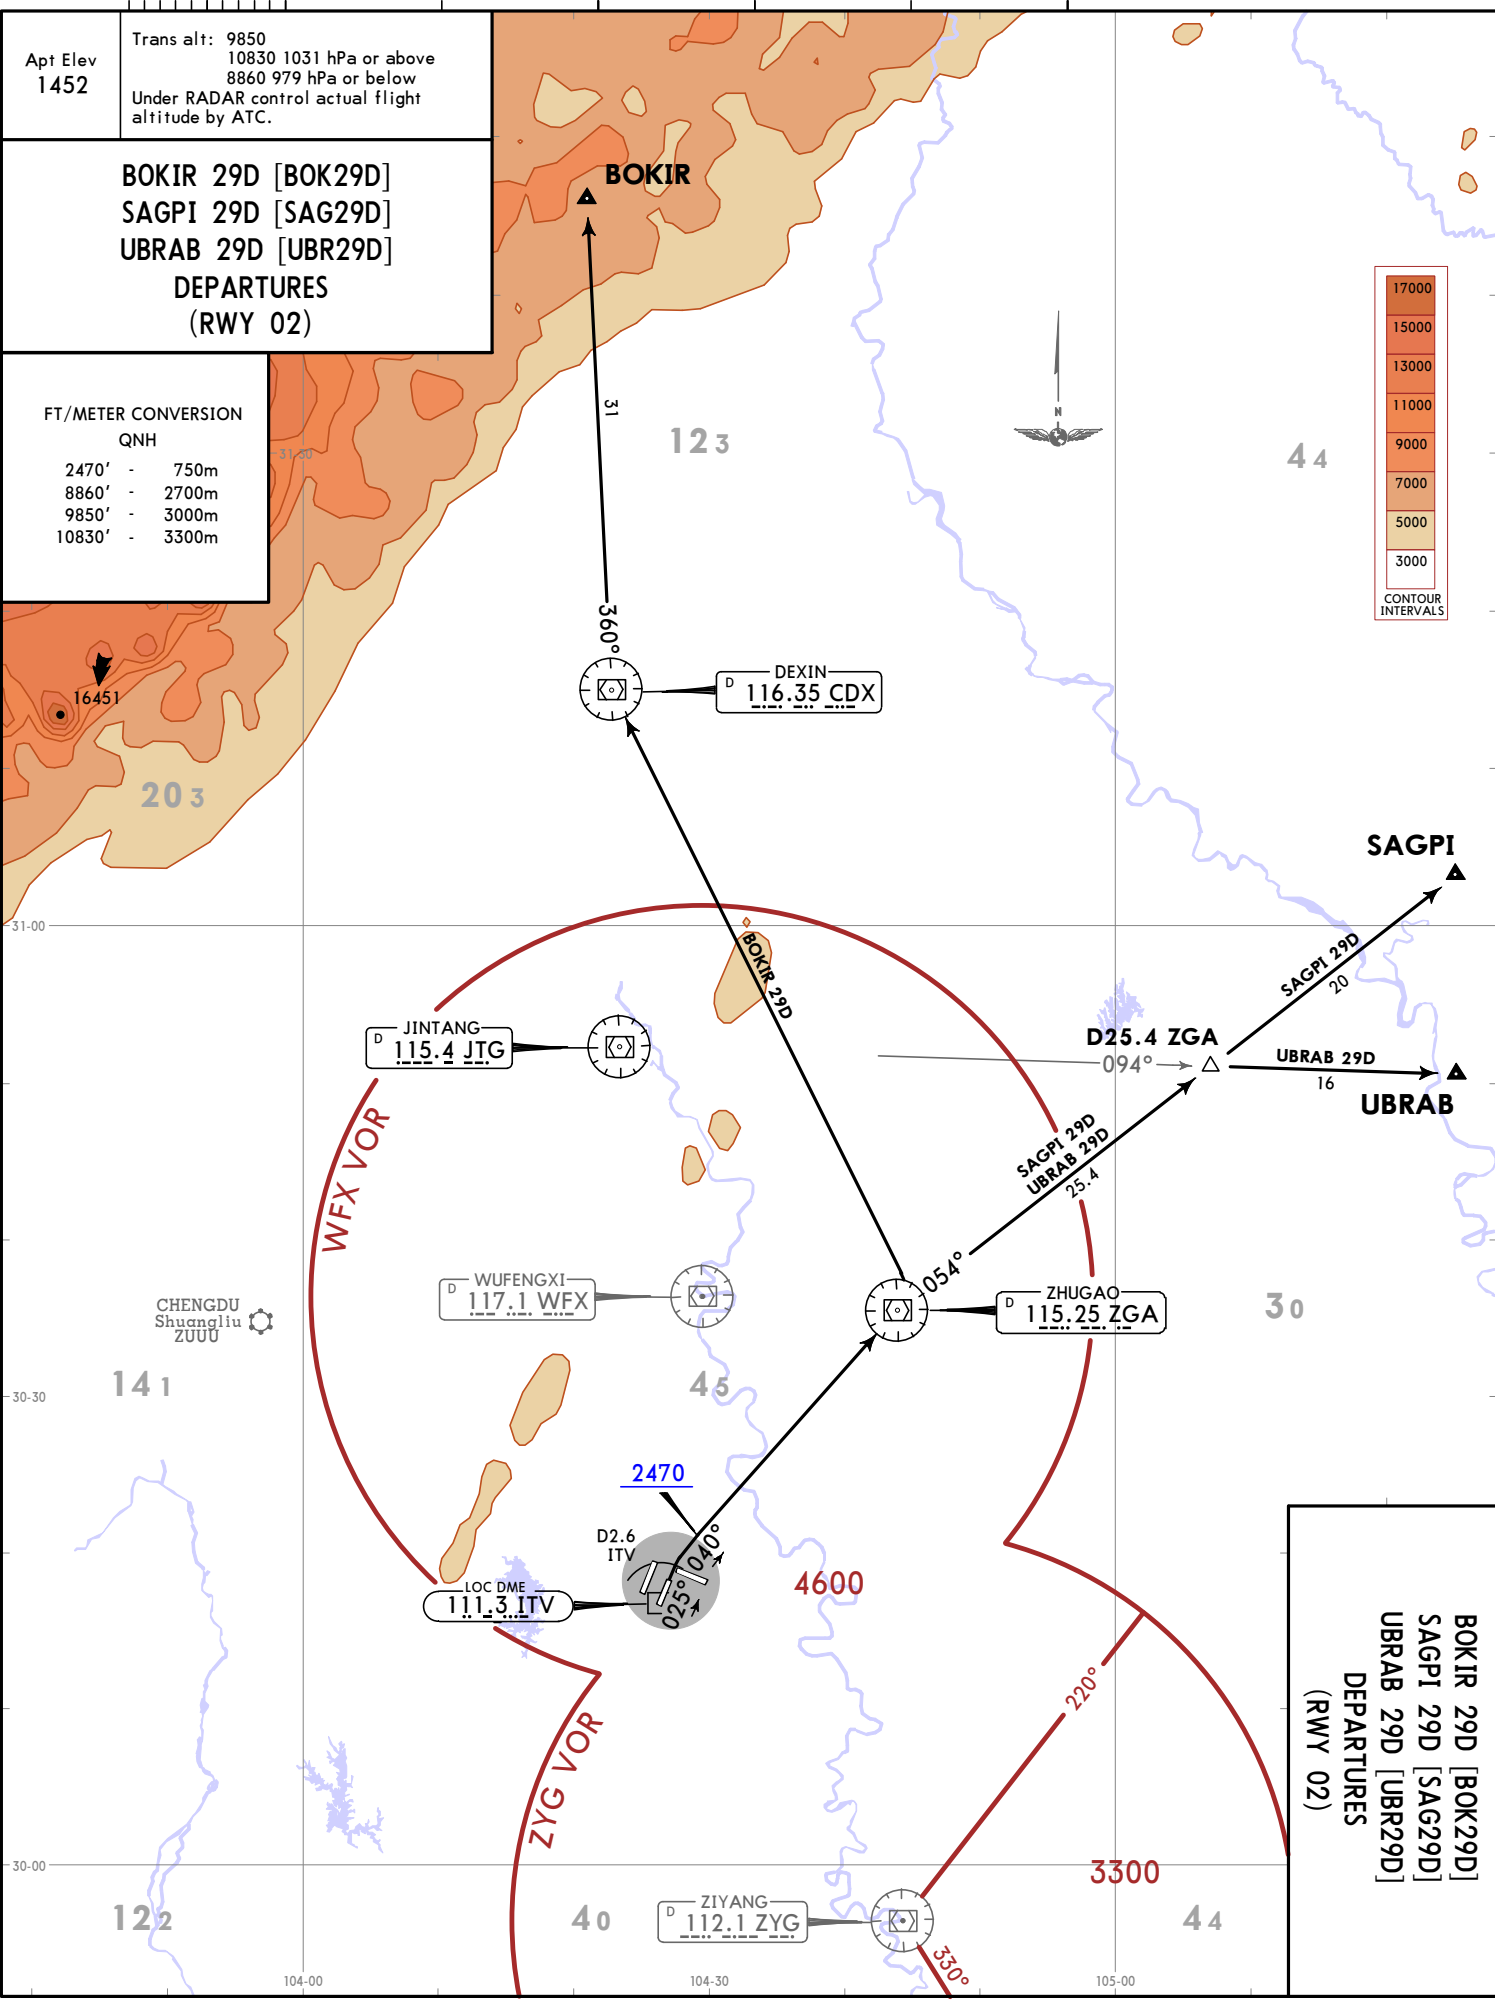 Apt Elev
1452
Trans alt: 9850
10830 1031 hPa or above
8860 979 hPa or below
Under RADAR control actual flight
altitude by ATC.
BOKIR 29D [BOK29D]
SAGPI 29D [SAG29D]
UBRAB 29D [UBR29D]
DEPARTURES
(RWY 02)
FT/METER CONVERSION
QNH
2470' - 750m
8860' - 2700m
9850' - 3000m
10830' - 3300m
BOKIR
31
360°
31-30
123
N
44
17000
15000
13000
11000
9000
7000
5000
3000
CONTOUR
INTERVALS
16451
203
DEXIN
D 116.35 CDX
SAGPI
31-00
BOKIR 29D
SAGPI 29D
20
JINTANG
D 115.4 JTG
D25.4 ZGA
094°
UBRAB 29D
16
UBRAB
WFX VOR
SAGPI 29D
UBRAB 29D
25.4
054°
WUFENGXI
D 117.1 WFX
ZHUGAO
D 115.25 ZGA
CHENGDU
Shuangliu
ZUUU
30
141
45
30-30
2470
D2.6
ITV
040°
025°
LOC DME
111.3 ITV
4600
220°
ZYG VOR
BOKIR 29D [BOK29D]
SAGPI 29D [SAG29D]
UBRAB 29D [UBR29D]
DEPARTURES
(RWY 02)
30-00
3300
122
40
ZIYANG
D 112.1 ZYG
44
330°
104-00
104-30
105-00